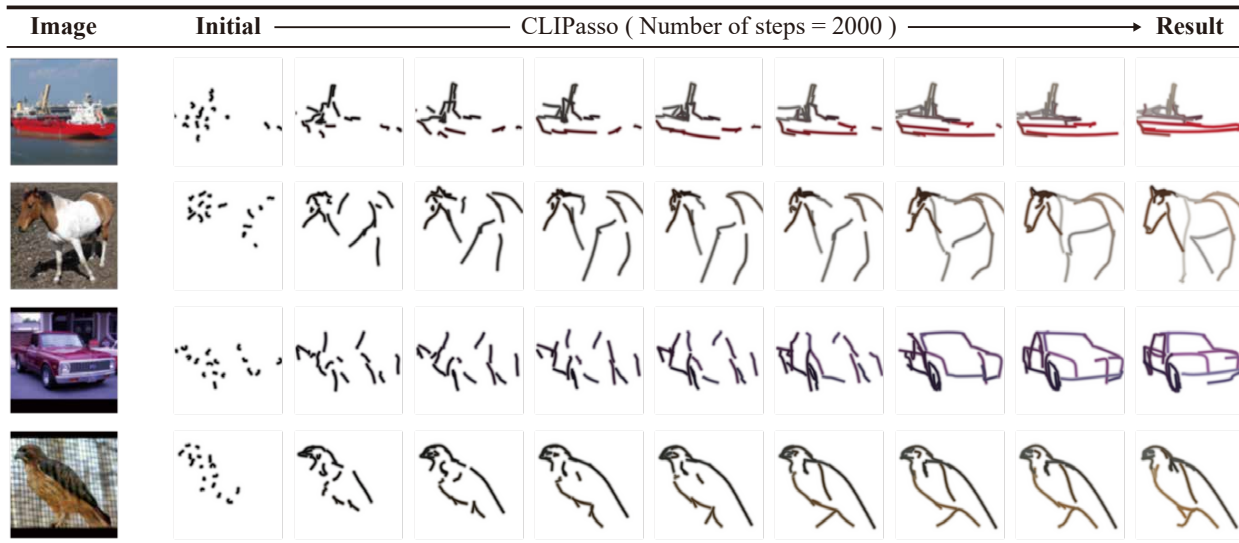 Image Initial CLIPasso ( Number of steps = 2000 ) Result